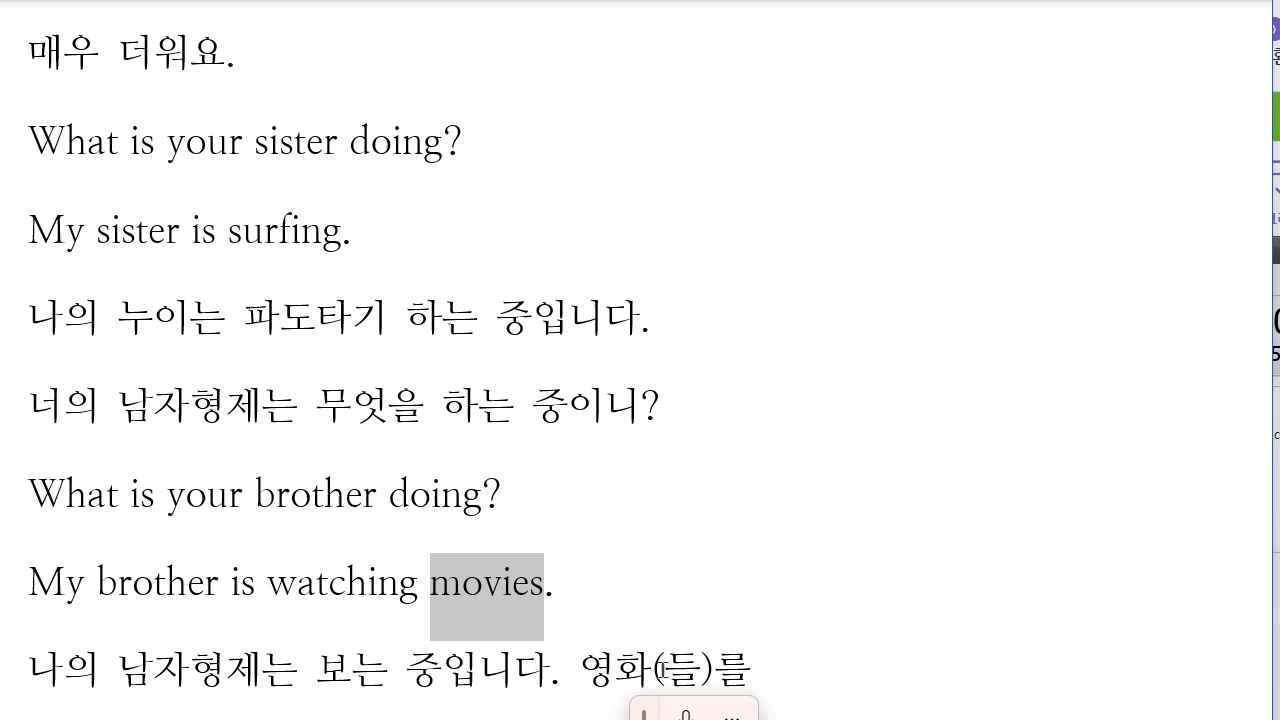 매우 더워요.
What is your sister doing?
My sister is surfing.
나의 누이는 파도타기 하는 중입니다.
너의 남자형제는 무엇을 하는 중이니?
What is your brother doing?
My brother is watching movies.
나의 남자형제는 보는 중입니다. 영화(들)를